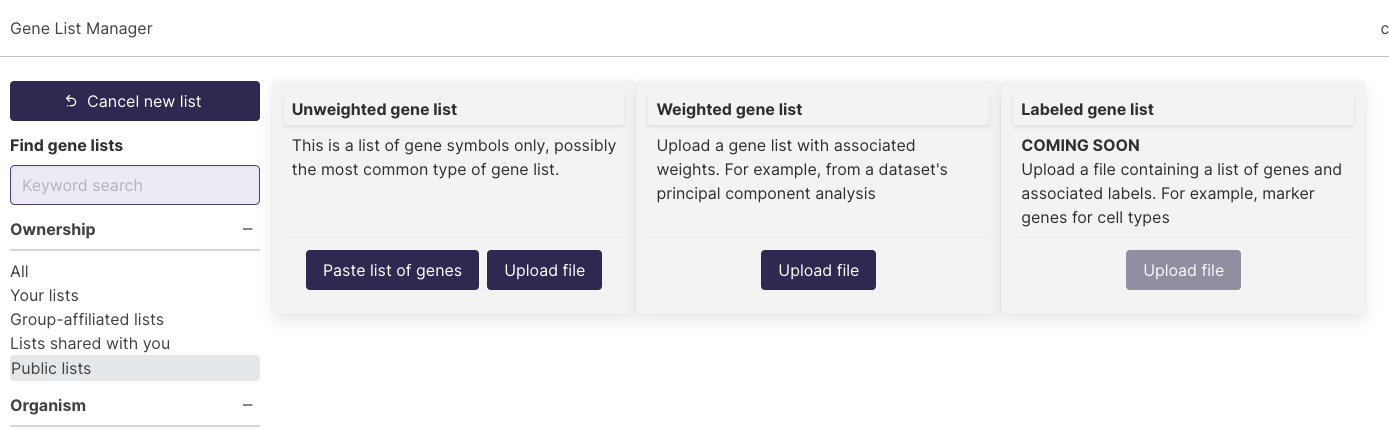 Gene List Manager
Cancel new list
Find gene lists
Keyword search
Ownership
All
Your lists
Group-affiliated lists
Lists shared with you
Public lists
Organism
Unweighted gene list
This is a list of gene symbols only, possibly
the most common type of gene list.
Paste list of genes
Upload file
Weighted gene list
Upload a gene list with associated
weights. For example, from a dataset's
principal component analysis
Upload file
Labeled gene list
COMING SOON
Upload a file containing a list of genes and
associated labels. For example, marker
genes for cell types
Upload file